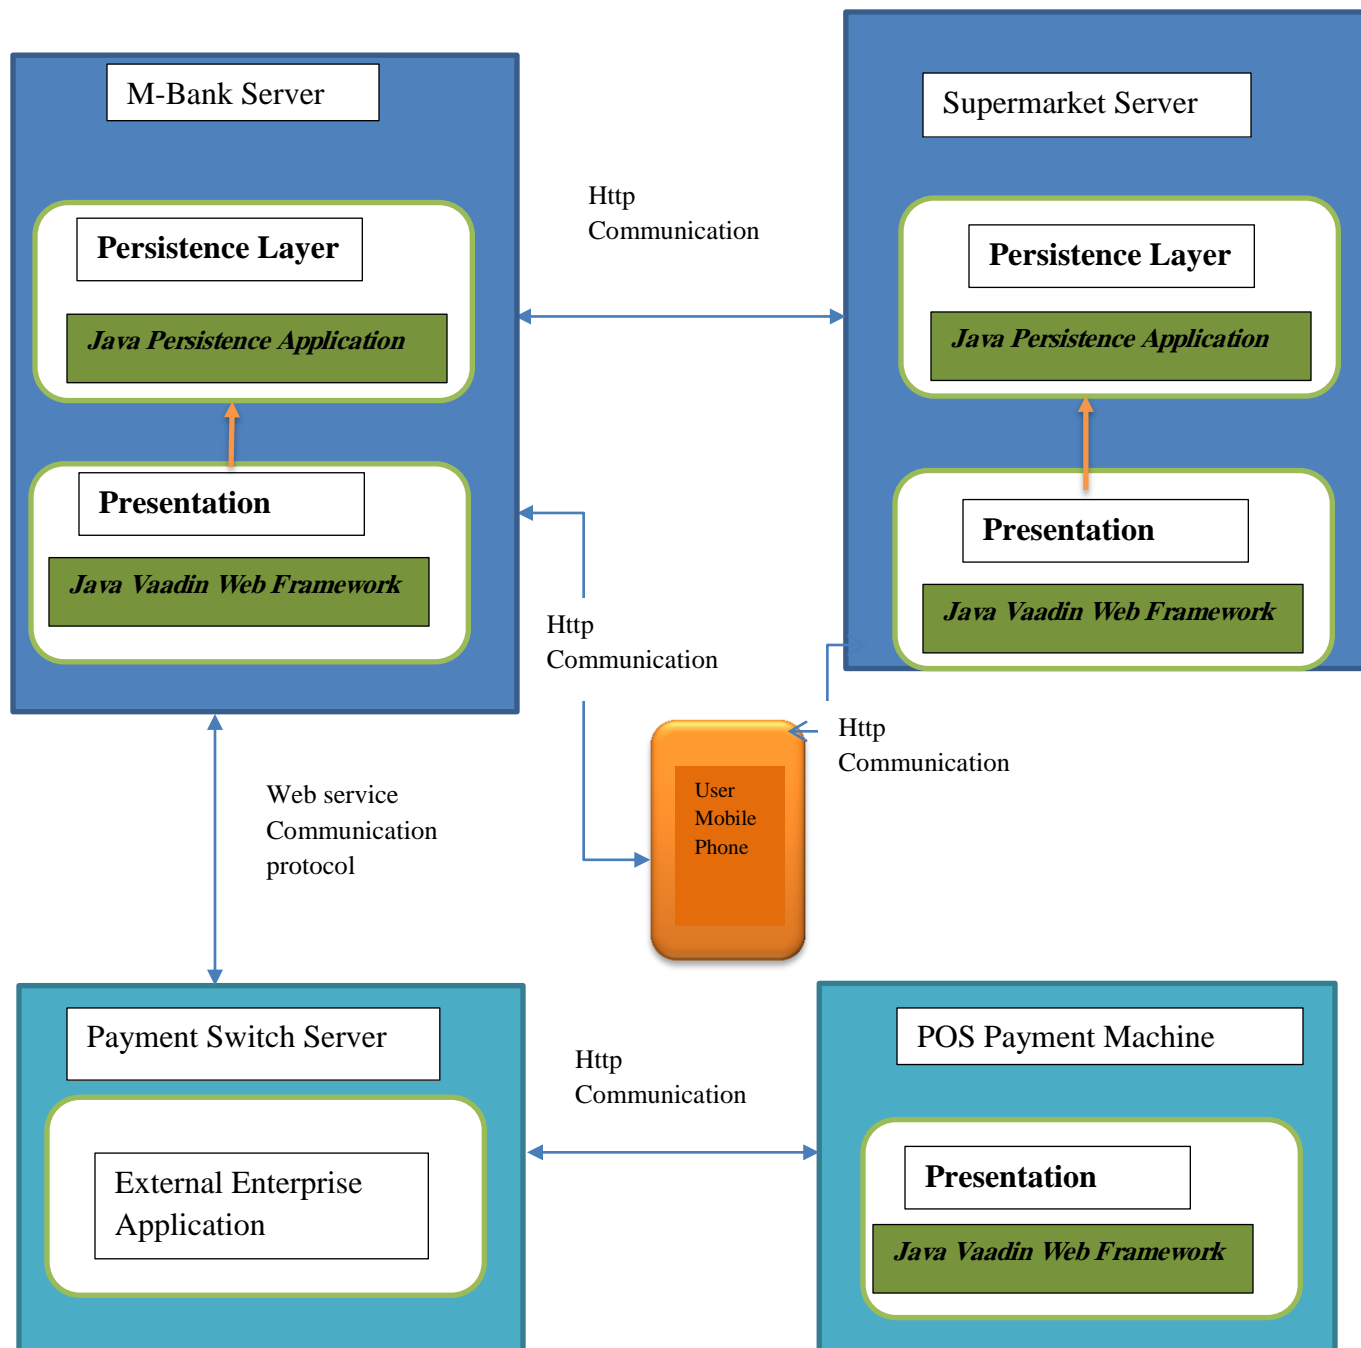 M-Bank Server
Persistence Layer
Java Persistence Application
Presentation
Java Vaadin Web Framework
Http
Communication
Supermarket Server
Persistence Layer
Java Persistence Application
Presentation
Java Vaadin Web Framework
Http
Communication
Http
Communication
User
Mobile
Phone
Web service
Communication
protocol
Payment Switch Server
External Enterprise
Application
Http
Communication
POS Payment Machine
Presentation
Java Vaadin Web Framework